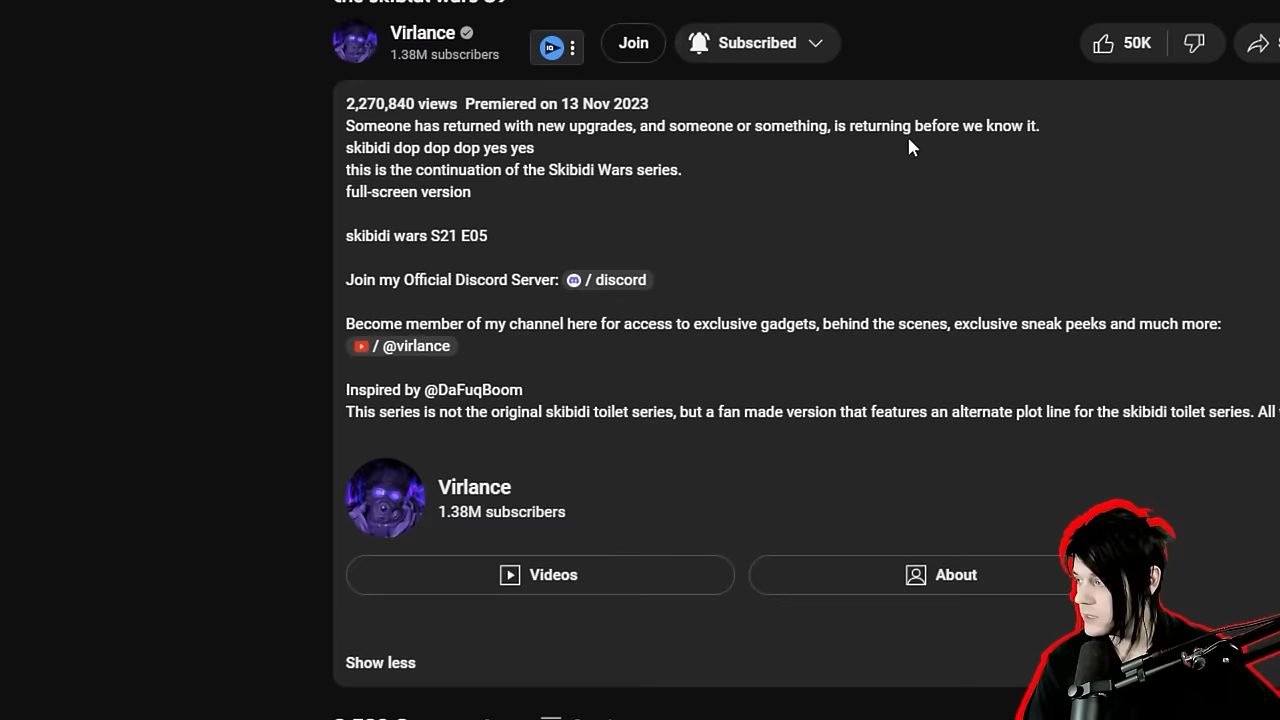 Virlance
1.38M subscribers
IQ
Join
Subscribed
50K
2,270,840 views Premiered on 13 Nov 2023
Someone has returned with new upgrades, and someone or something, is returning before we know it.
skibidi dop dop dop yes yes
this is the continuation of the Skibidi Wars series.
full-screen version
skibidi wars S21 E05
Join my Official Discord Server: / discord
Become member of my channel here for access to exclusive gadgets, behind the scenes, exclusive sneak peeks and much more:
/ @virlance
Inspired by @DaFuqBoom
This series is not the original skibidi toilet series, but a fan made version that features an alternate plot line for the skibidi toilet series. All
Virlance
1.38M subscribers
Videos
About
Show less